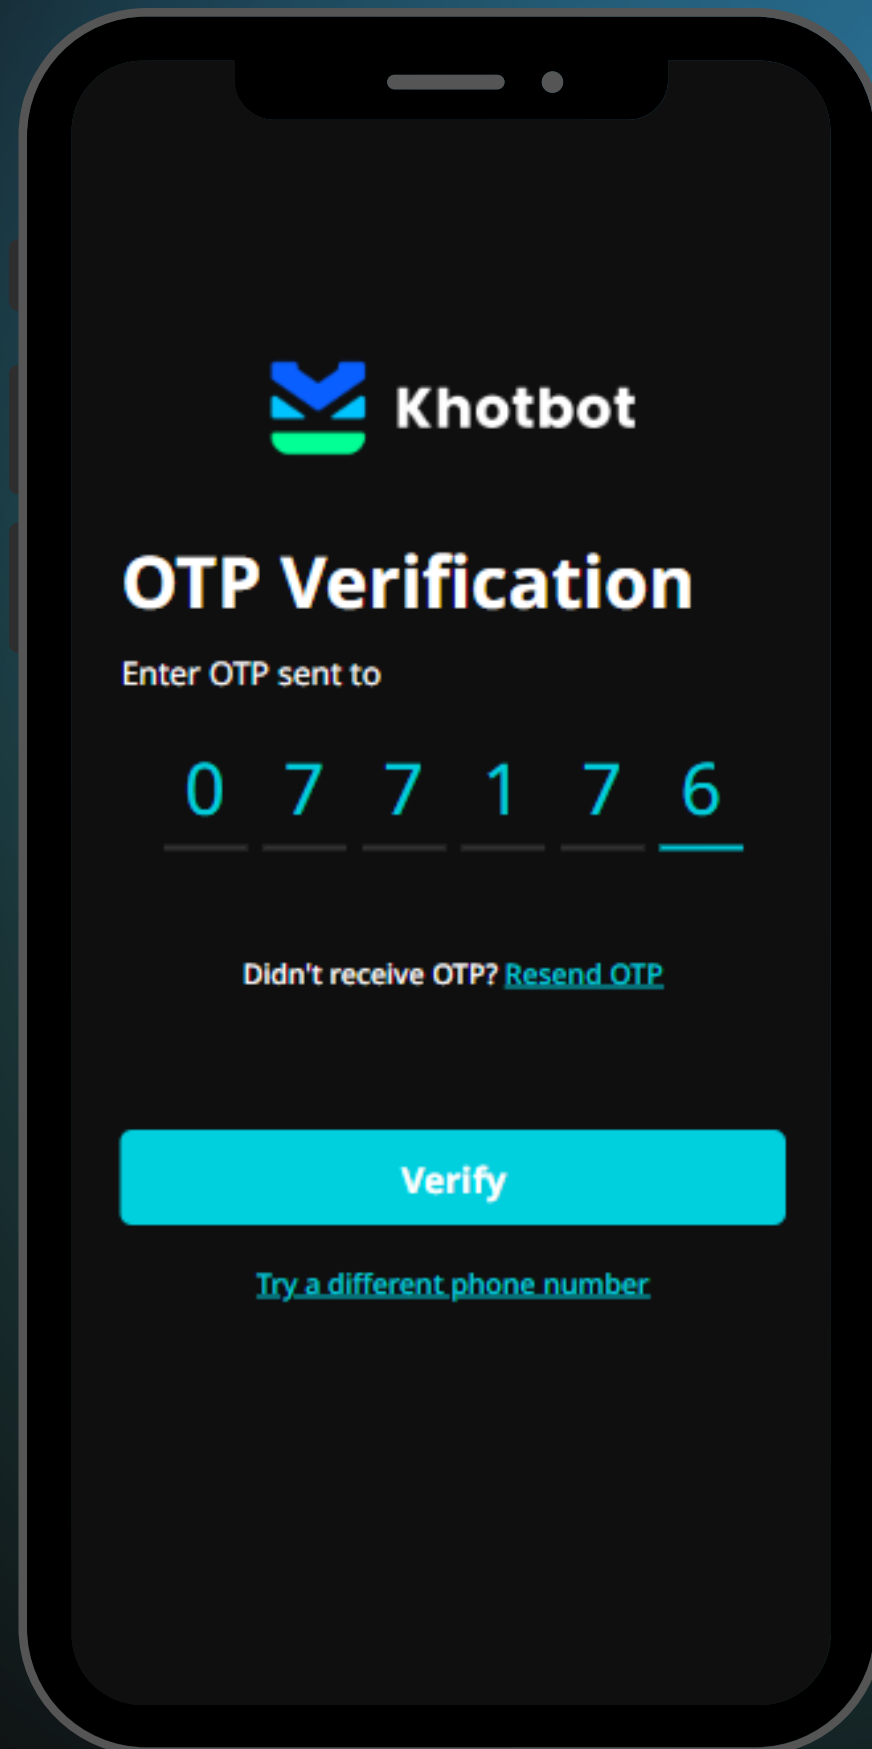 Khotbot
OTP Verification
Enter OTP sent to
0 7 7 1 7 6
Didn't receive OTP? Resend OTP
Verify
Try a different phone number